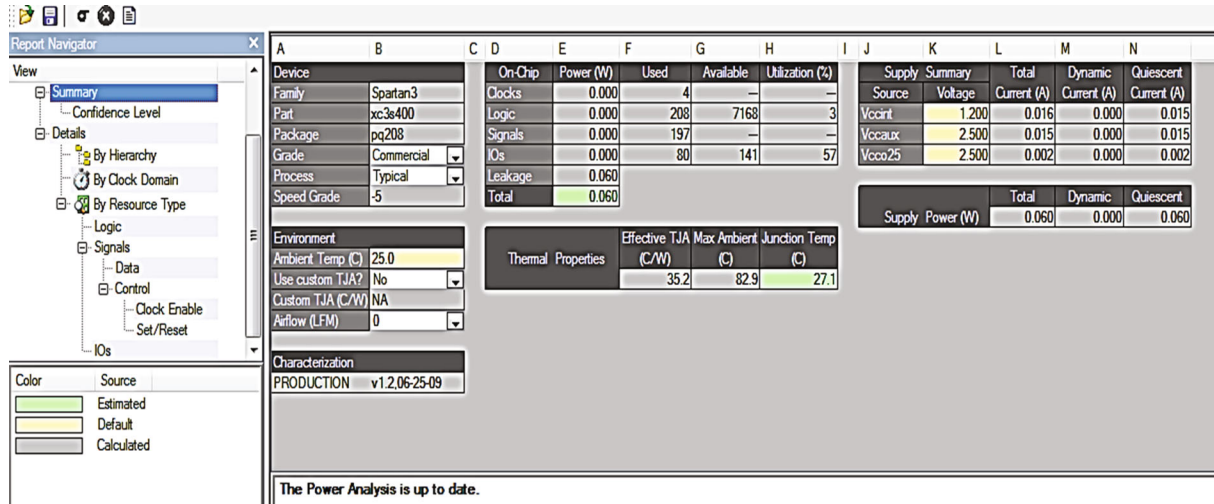 Report Navigator
View
Summary
Confidence Level
Details
By Hierarchy
By Clock Domain
By Resource Type
Logic
Signals
Data
Control
Clock Enable
Set/Reset
IOs
Color Source
Estimated
Default
Calculated
A B C D E F G H I J K L M N
Device
Family Spartan3
Part xc3s400
Package pq208
Grade Commercial
Process Typical
Speed Grade -5
Environment
Ambient Temp (C) 25.0
Use custom TJA? No
Custom TJA (C/W) NA
Airflow (LFM) 0
Characterization
PRODUCTION v1.2,06-25-09
On-Chip Power (W) Used Available Utilization (%)
Clocks 0.000 4 — —
Logic 0.000 208 7168 3
Signals 0.000 197 — —
IOs 0.000 80 141 57
Leakage 0.060
Total 0.060
Effective TJA Max Ambient Junction Temp
Thermal Properties (C/W) (C) (C)
35.2 82.9 27.1
Supply Summary Total Dynamic Quiescent
Source Voltage Current (A) Current (A) Current (A)
Vccint 1.200 0.016 0.000 0.015
Vccaux 2.500 0.015 0.000 0.015
Vcco25 2.500 0.002 0.000 0.002
Total Dynamic Quiescent
Supply Power (W) 0.060 0.000 0.060
The Power Analysis is up to date.